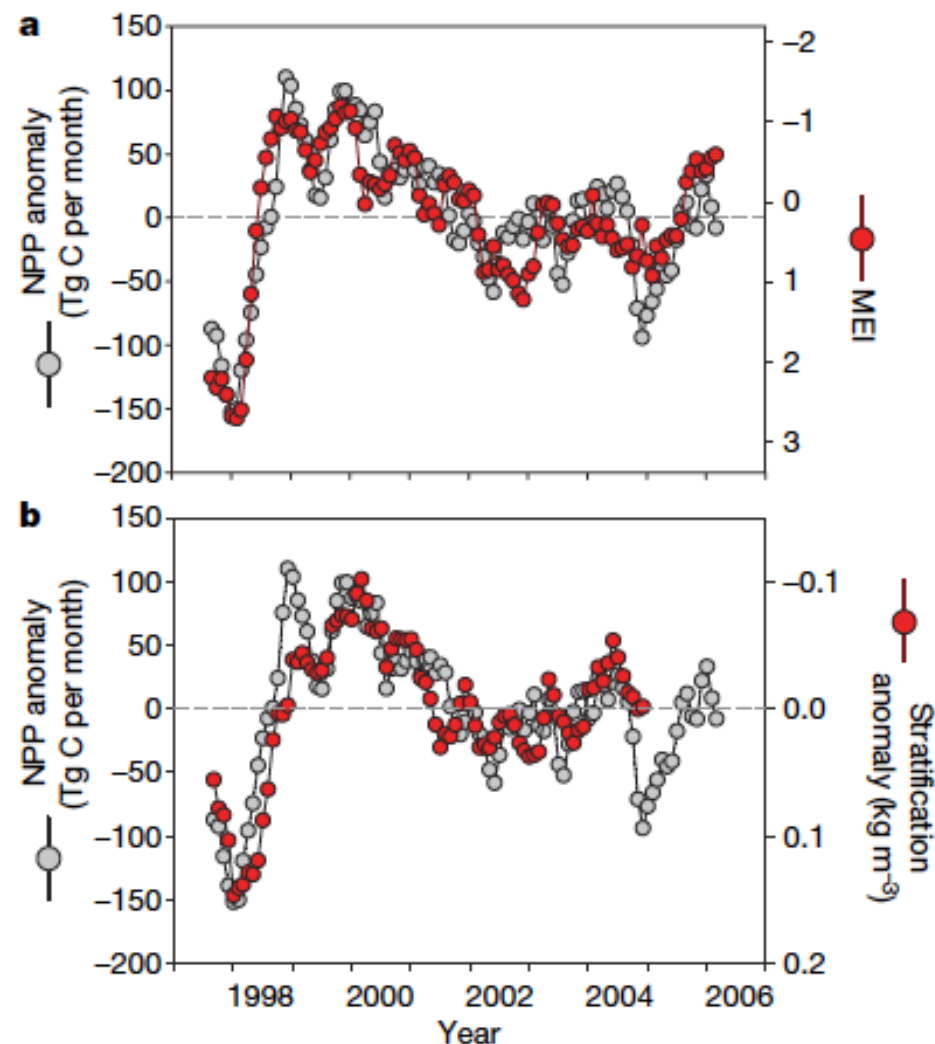 a
NPP anomaly
(Tg C per month)
150
100
50
0
−50
−100
−150
−200
−2
−1
0
1
2
3
MEI
b
NPP anomaly
(Tg C per month)
150
100
50
0
−50
−100
−150
−200
−0.1
0.0
0.1
0.2
Stratification
anomaly (kg m⁻³)
1998 2000 2002 2004 2006
Year